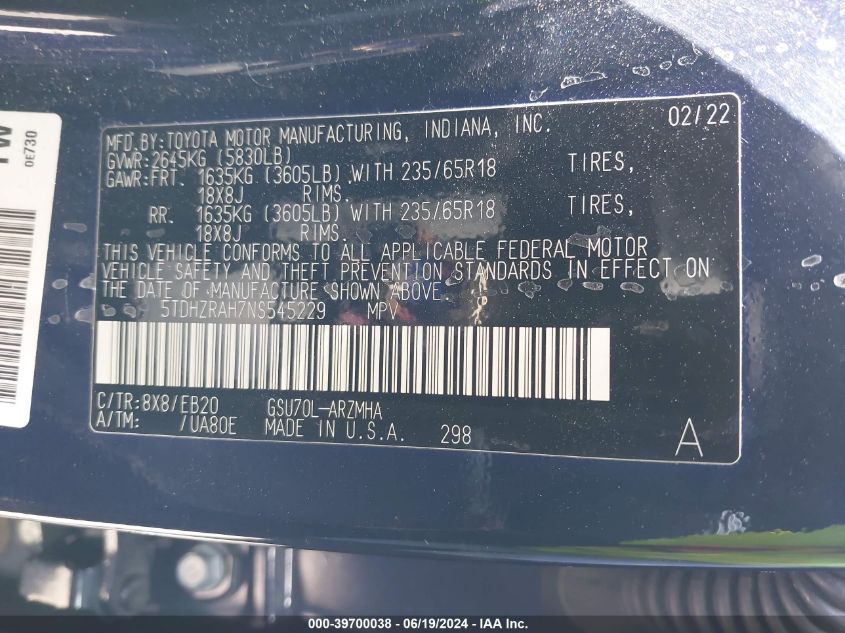 TM
0E730
MFD.BY:TOYOTA MOTOR MANUFACTURING, INDIANA, INC. 02/22
GVWR:2645KG (5830LB)
GAWR:FRT. 1635KG (3605LB) WITH 235/65R18 TIRES,
18X8J RIMS.
RR. 1635KG (3605LB) WITH 235/65R18 TIRES,
18X8J RIMS.
THIS VEHICLE CONFORMS TO ALL APPLICABLE FEDERAL MOTOR
VEHICLE SAFETY AND THEFT PREVENTION STANDARDS IN EFFECT ON
THE DATE OF MANUFACTURE SHOWN ABOVE.
5TDHZRAH7NS545229 MPV
C/TR:8X8/EB20 GSU70L-ARZMHA
A/TM: /UA80E MADE IN U.S.A. 298 A
000-39700038 - 06/19/2024 - IAA Inc.